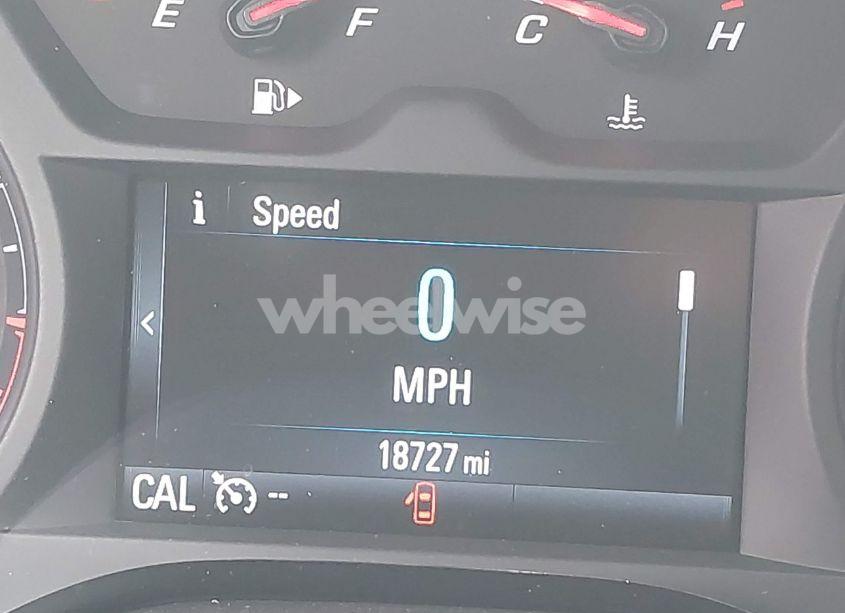 E F C H
i Speed
0
wheelwise
MPH
18727 mi
CAL --